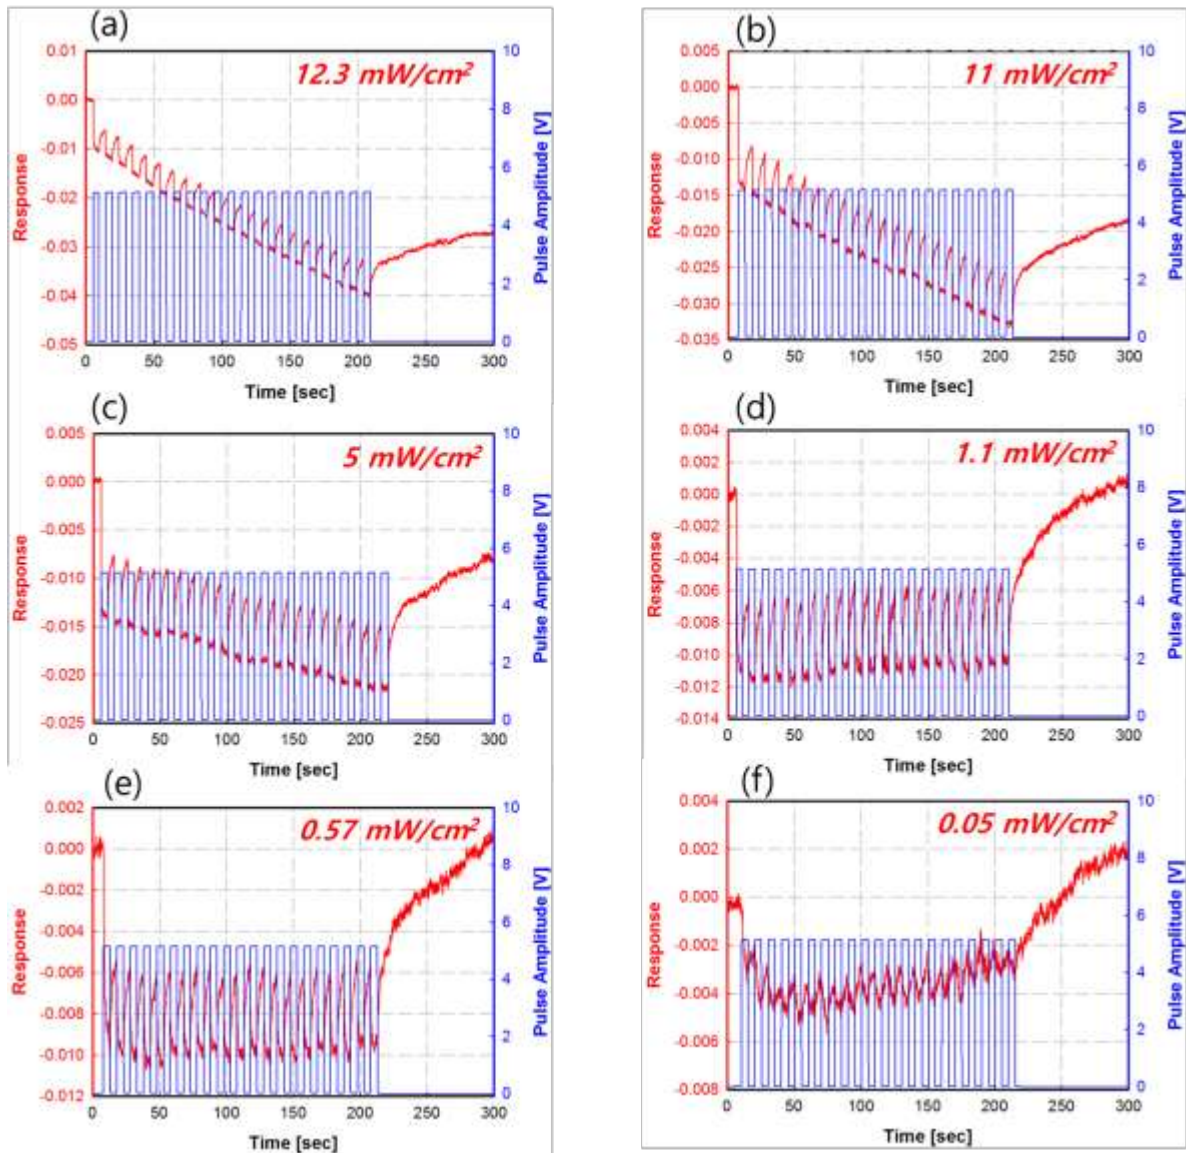 (a)
12.3 mW/cm²
0.01
0.00
-0.01
-0.02
-0.03
-0.04
-0.05
Response
10
8
6
4
2
0
Pulse Amplitude [V]
0 50 100 150 200 250 300
Time [sec]
(b)
11 mW/cm²
0.005
0.000
-0.005
-0.010
-0.015
-0.020
-0.025
-0.030
-0.035
Response
10
8
6
4
2
0
Pulse Amplitude [V]
0 50 100 150 200 250 300
Time [sec]
(c)
5 mW/cm²
0.005
0.000
-0.005
-0.010
-0.015
-0.020
-0.025
Response
10
8
6
4
2
0
Pulse Amplitude [V]
0 50 100 150 200 250 300
Time [sec]
(d)
1.1 mW/cm²
0.004
0.002
0.000
-0.002
-0.004
-0.006
-0.008
-0.010
-0.012
-0.014
Response
10
8
6
4
2
0
Pulse Amplitude [V]
0 50 100 150 200 250 300
Time [sec]
(e)
0.57 mW/cm²
0.002
0.000
-0.002
-0.004
-0.006
-0.008
-0.010
-0.012
Response
10
8
6
4
2
0
Pulse Amplitude [V]
0 50 100 150 200 250 300
Time [sec]
(f)
0.05 mW/cm²
0.004
0.002
0.000
-0.002
-0.004
-0.006
-0.008
Response
10
8
6
4
2
0
Pulse Amplitude [V]
0 50 100 150 200 250 300
Time [sec]